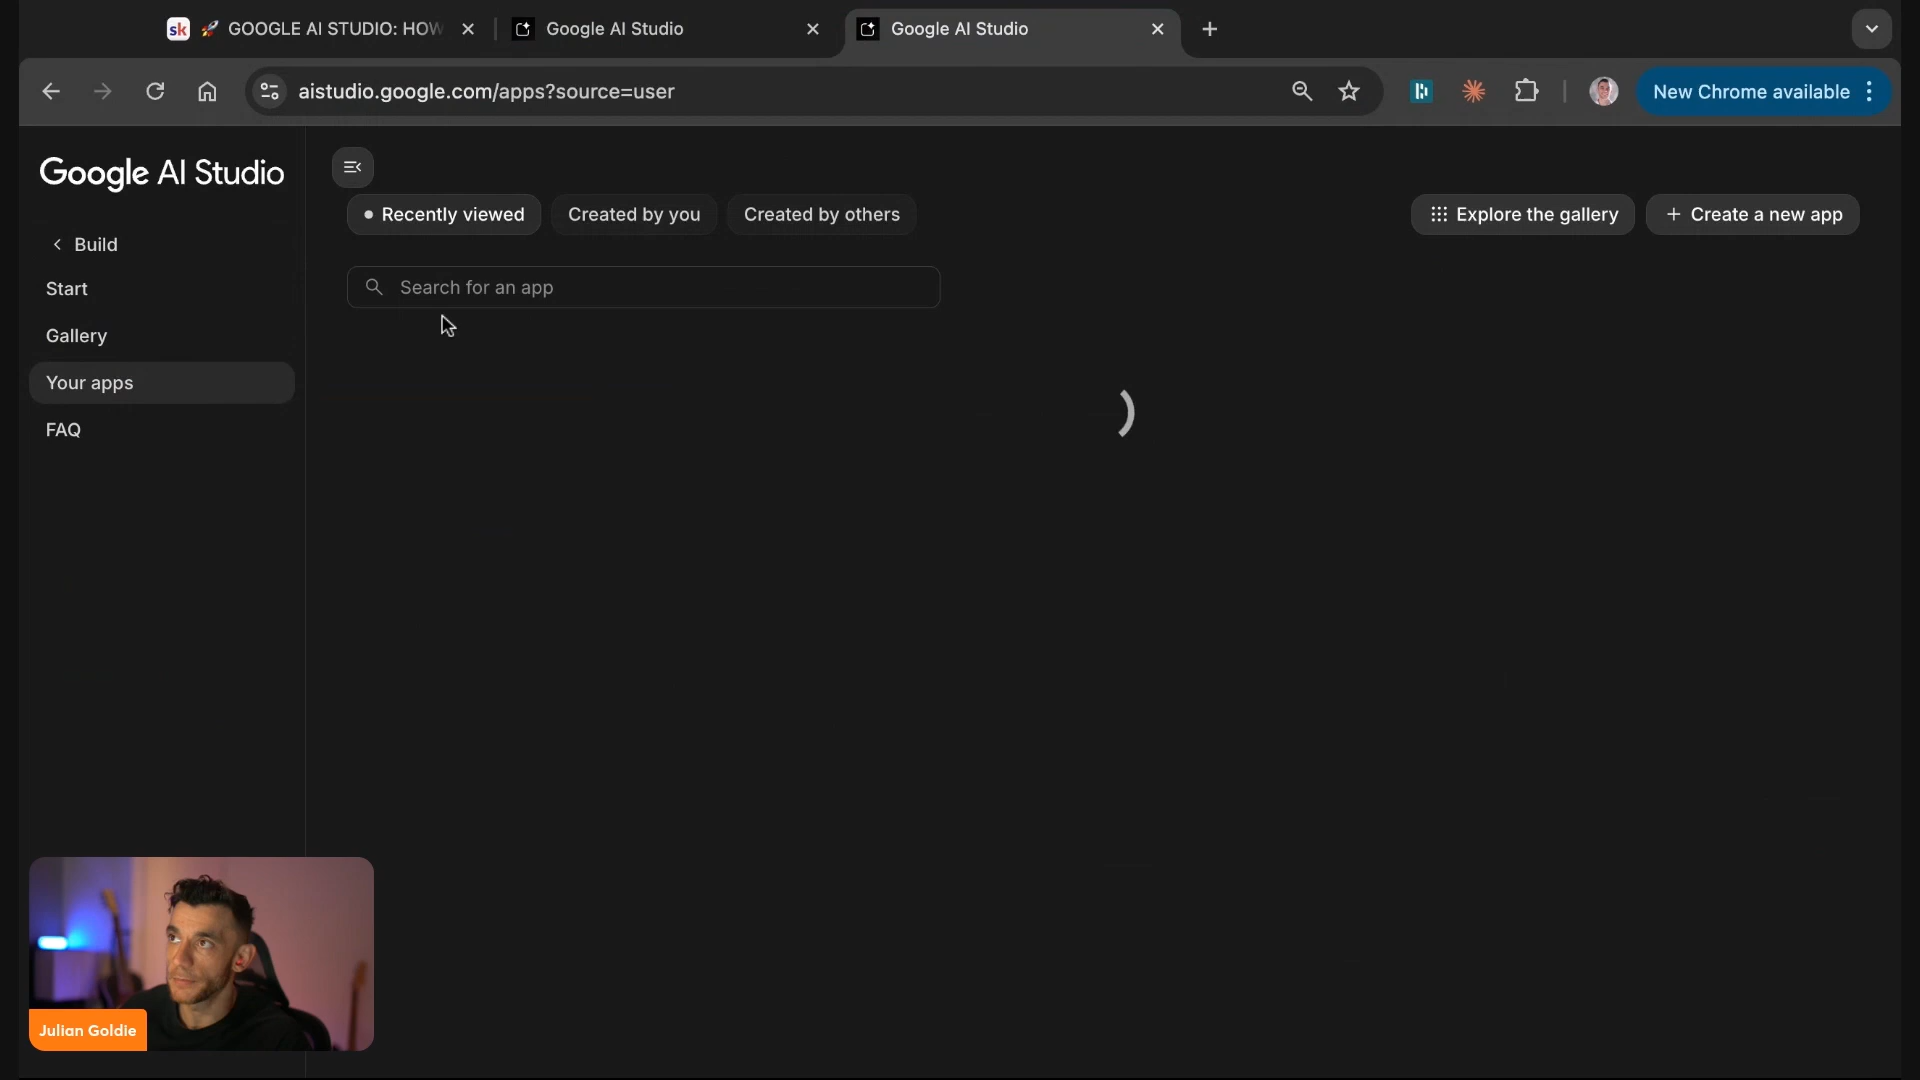 sk 🚀 GOOGLE AI STUDIO: HOW
Google AI Studio
Google AI Studio
aistudio.google.com/apps?source=user
New Chrome available
Google AI Studio
Build
Start
Gallery
Your apps
FAQ
Recently viewed
Created by you
Created by others
Explore the gallery
Create a new app
Search for an app
Julian Goldie